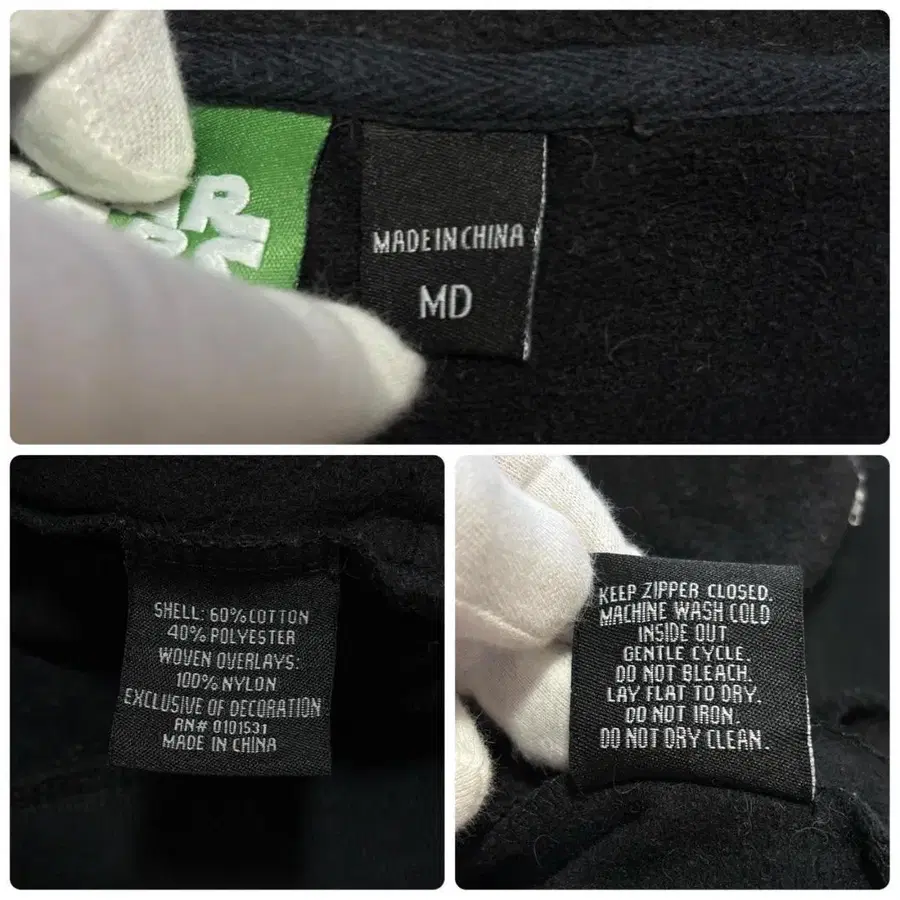 MADE IN CHINA
MD
SHELL: 60% COTTON
40% POLYESTER
WOVEN OVERLAYS:
100% NYLON
EXCLUSIVE OF DECORATION
RN# 0101531
MADE IN CHINA
KEEP ZIPPER CLOSED.
MACHINE WASH COLD
INSIDE OUT
GENTLE CYCLE.
DO NOT BLEACH.
LAY FLAT TO DRY.
DO NOT IRON.
DO NOT DRY CLEAN.